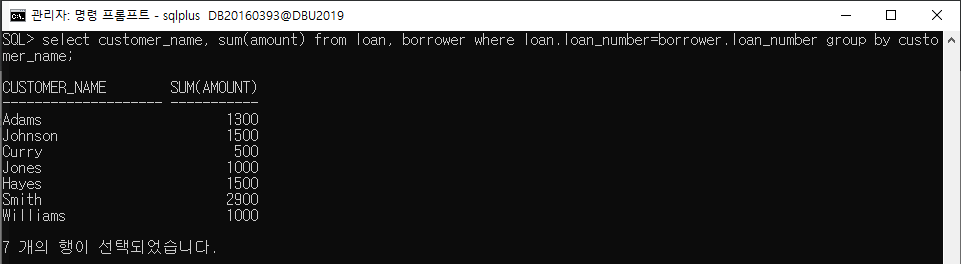 관리자: 명령 프롬프트 - sqlplus  DB20160393@DBU2019
SQL> select customer_name, sum(amount) from loan, borrower where loan.loan_number=borrower.loan_number group by custo
mer_name;
CUSTOMER_NAME        SUM(AMOUNT)
-------------------- -----------
Adams                       1300
Johnson                     1500
Curry                        500
Jones                       1000
Hayes                       1500
Smith                       2900
Williams                    1000
7 개의 행이 선택되었습니다.